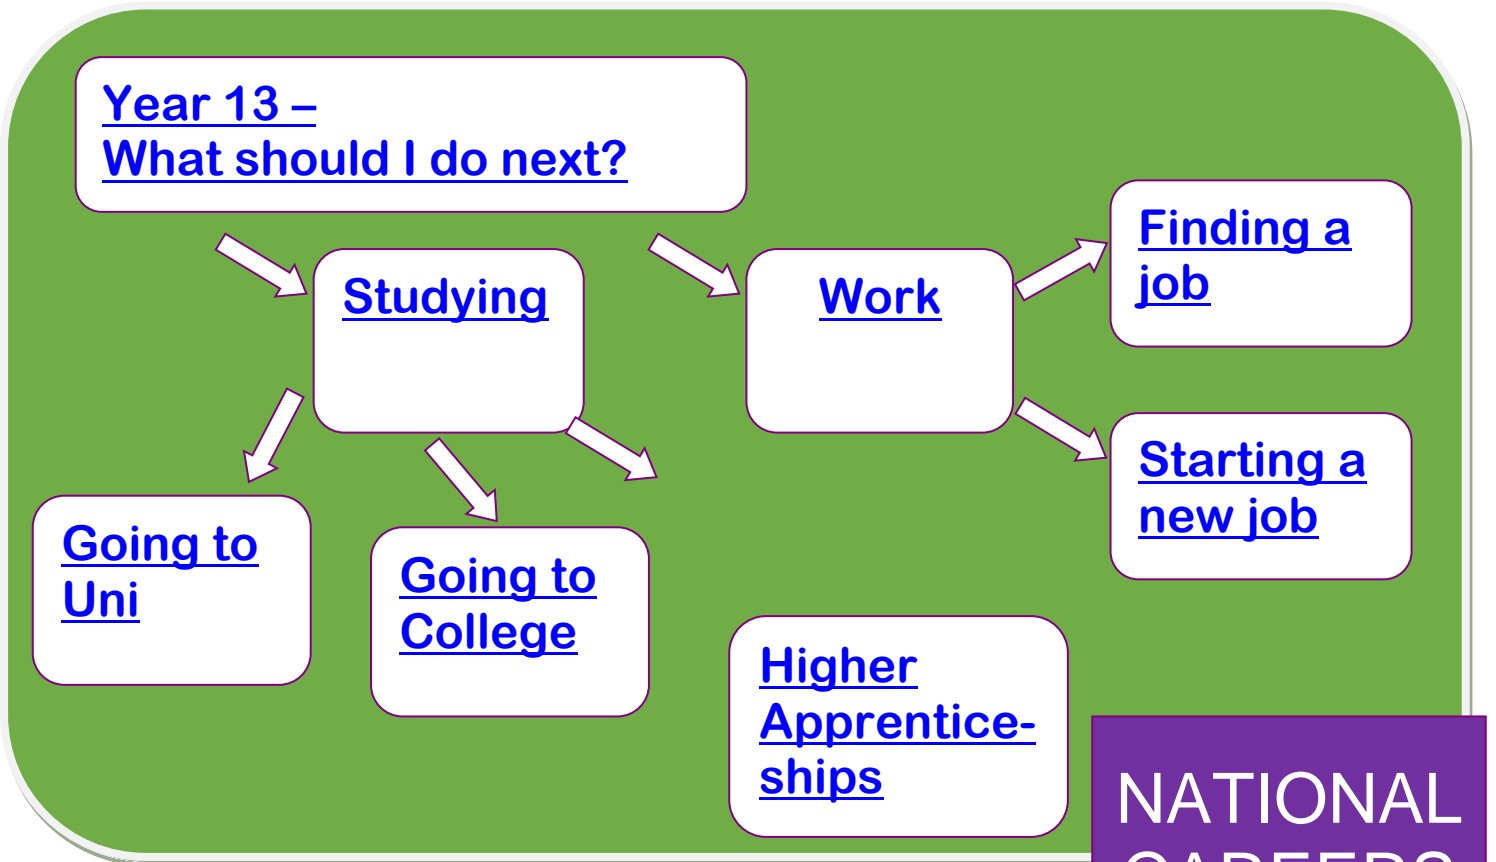 Year 13 –
What should I do next?
Studying
Work
Finding a
job
Starting a
new job
Going to
Uni
Going to
College
Higher
Apprentice-
ships
NATIONAL
CAREERS